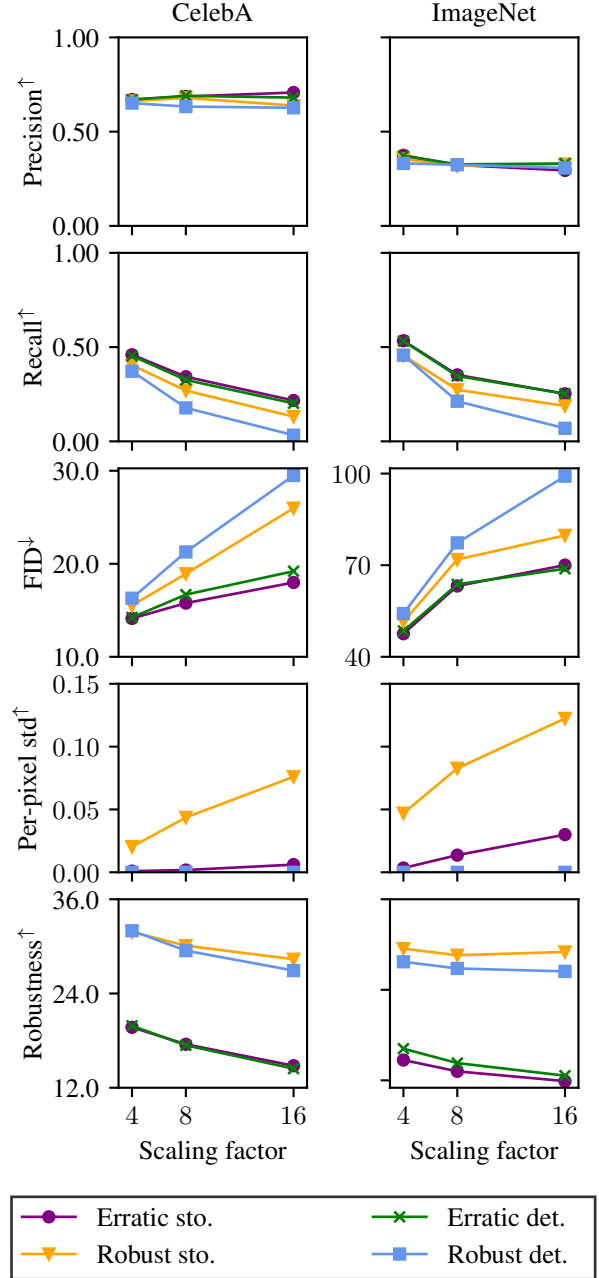 CelebA ImageNet
1.00
Precision↑
0.50
0.00
1.00
Recall↑
0.50
0.00
30.0 100
FID↓
20.0 70
10.0 40
0.15
Per-pixel std↑
0.10
0.05
0.00
36.0
Robustness↑
24.0
12.0
4 8 16 4 8 16
Scaling factor Scaling factor
Erratic sto. Erratic det.
Robust sto. Robust det.